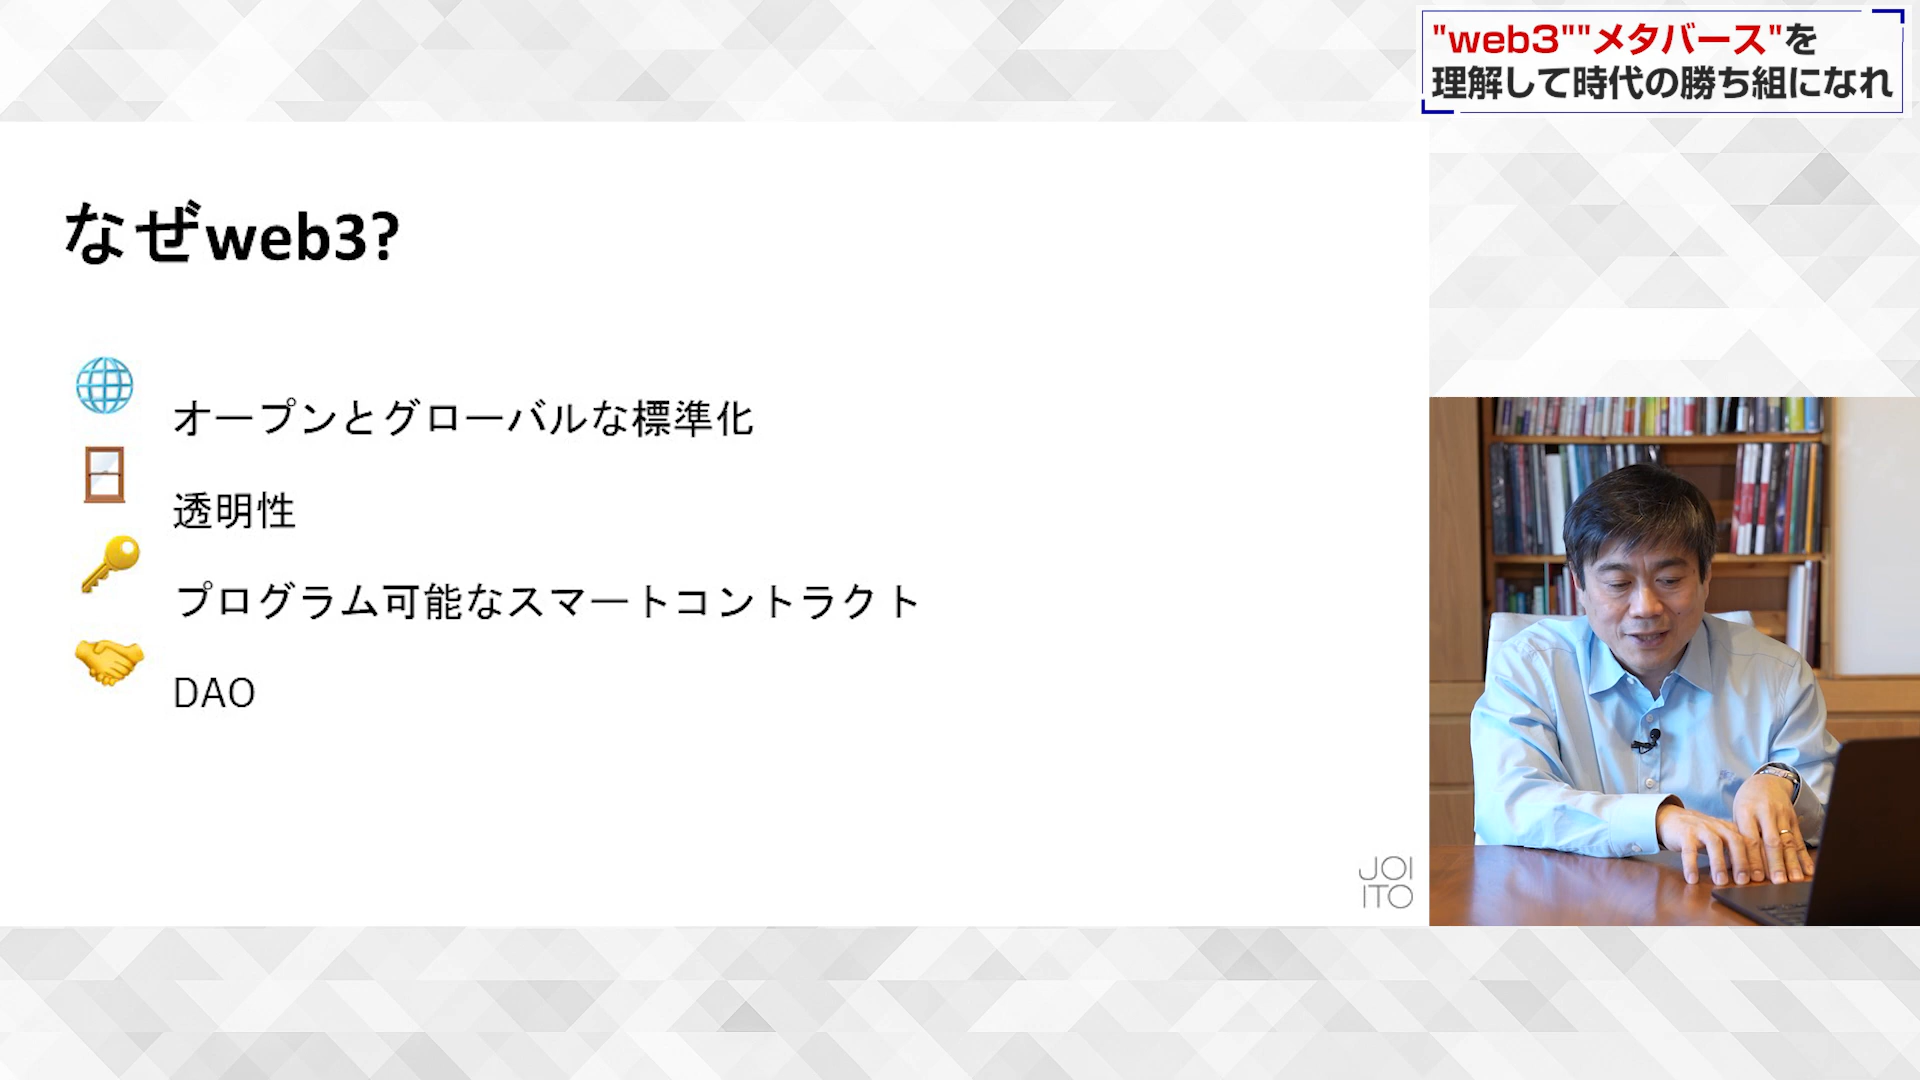 "web3""メタバース"を
理解して時代の勝ち組になれ
なぜweb3?
オープンとグローバルな標準化
透明性
プログラム可能なスマートコントラクト
DAO
JOI
ITO